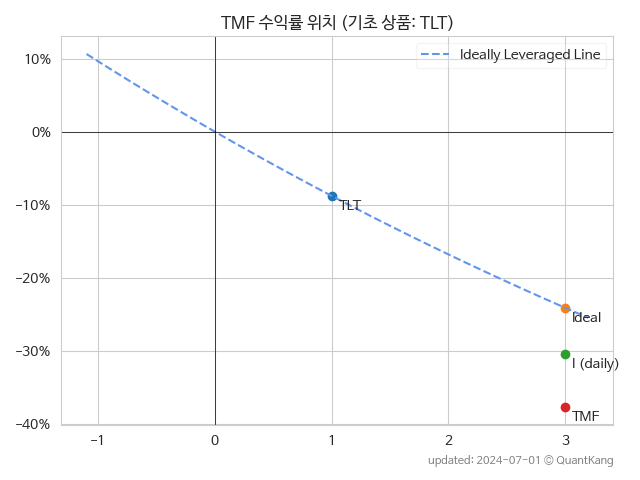 TMF 수익률 위치 (기초 상품: TLT)
Ideally Leveraged Line
10%
0%
−10%
−20%
−30%
−40%
TLT
Ideal
I (daily)
TMF
−1
0
1
2
3
updated: 2024-07-01 © QuantKang